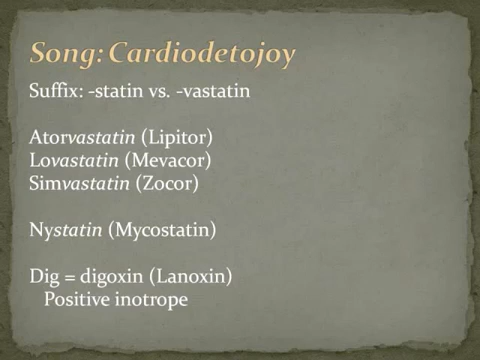 Song: Cardiodetojoy
Suffix: -statin vs. -vastatin
Atorvastatin (Lipitor)
Lovastatin (Mevacor)
Simvastatin (Zocor)
Nystatin (Mycostatin)
Dig = digoxin (Lanoxin)
Positive inotrope